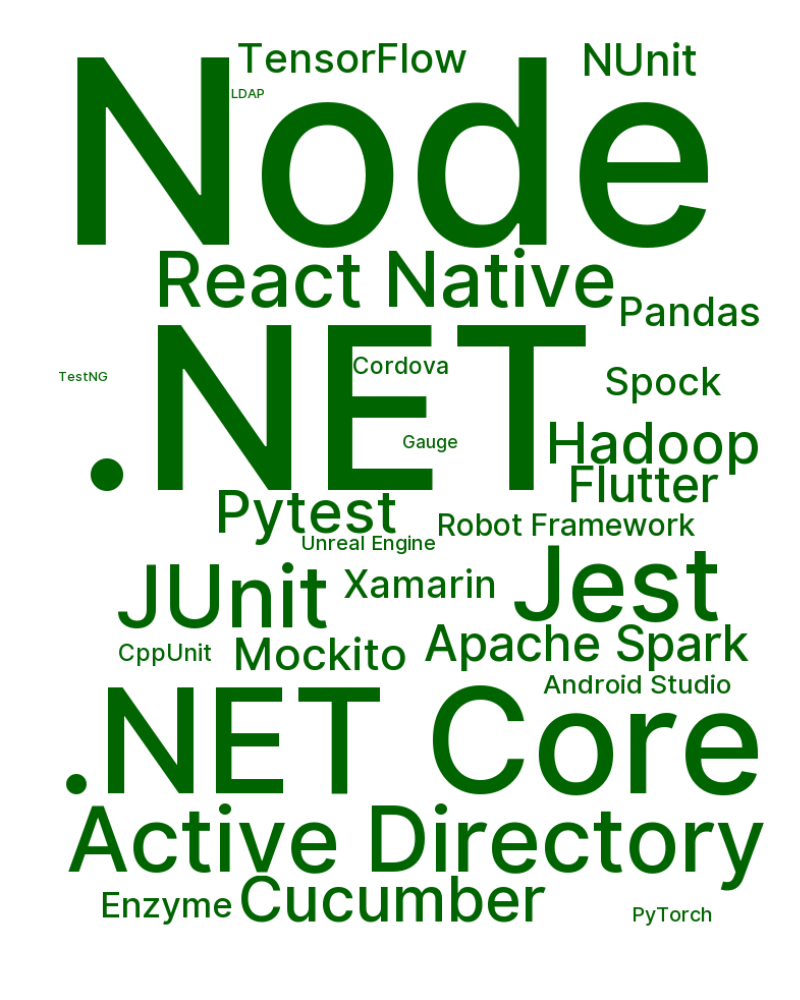 TensorFlow
NUnit
LDAP
Node
React Native
Pandas
.NET
Cordova
TestNG
Spock
Gauge
Hadoop
Flutter
Pytest
Robot Framework
Unreal Engine
JUnit
Xamarin
Jest
CppUnit
Mockito
Apache Spark
Android Studio
.NET Core
Active Directory
Enzyme
Cucumber
PyTorch